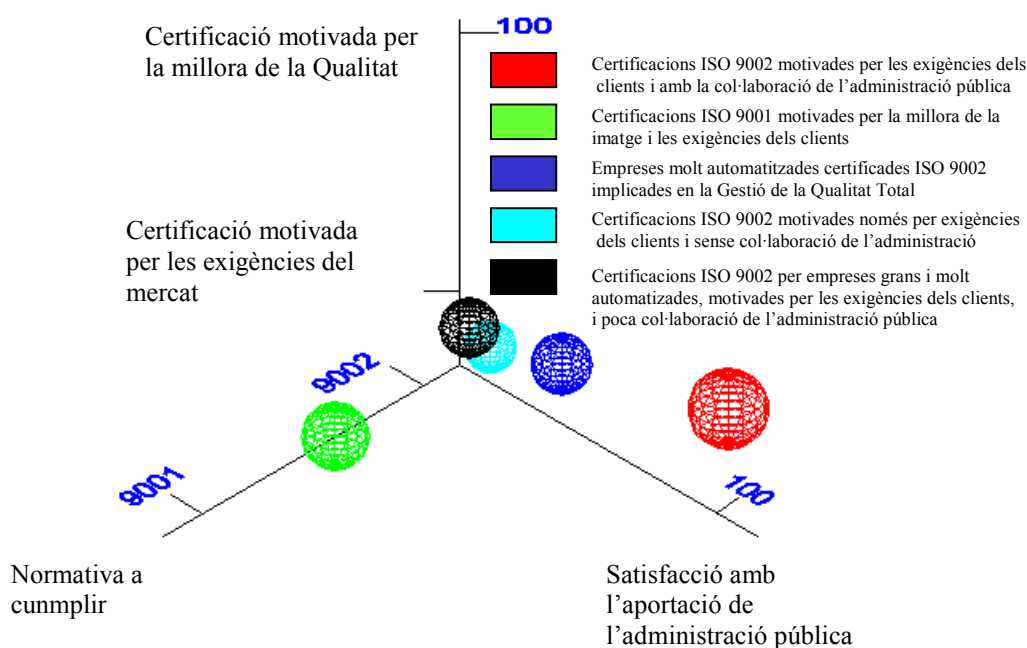 Certificació motivada per
la millora de la Qualitat
100
Certificacions ISO 9002 motivades per les exigències dels
clients i amb la col·laboració de l'administració pública
Certificacions ISO 9001 motivades per la millora de la
imatge i les exigències dels clients
Empreses molt automatitzades certificades ISO 9002
implicades en la Gestió de la Qualitat Total
Certificacions ISO 9002 motivades només per exigències
dels clients i sense col·laboració de l'administració
Certificacions ISO 9002 per empreses grans i molt
automatizades, motivades per les exigències dels clients,
i poca col·laboració de l'administració pública
Certificació motivada
per les exigències del
mercat
9002
9001
100
Normativa a
cunmplir
Satisfacció amb
l'aportació de
l'administració pública